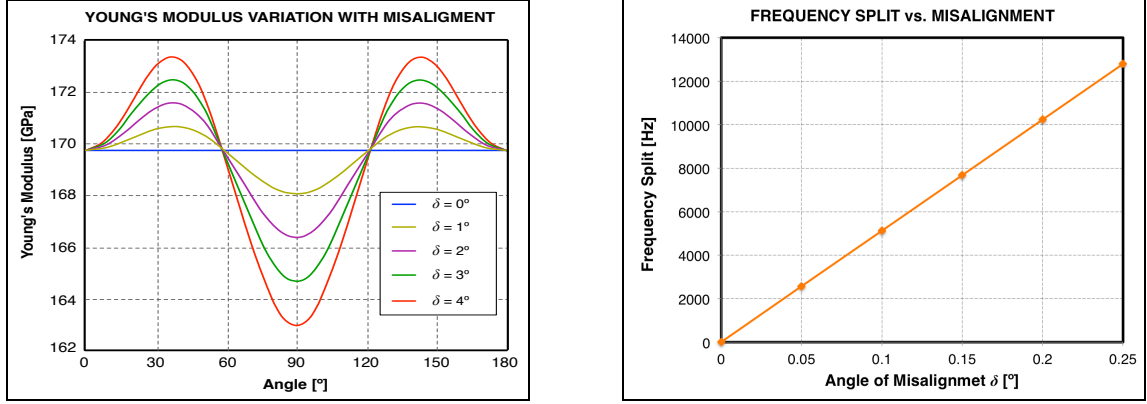 YOUNG'S MODULUS VARIATION WITH MISALIGMENT
174
172
170
168
166
164
162
Young's Modulus [GPa]
δ = 0º
δ = 1º
δ = 2º
δ = 3º
δ = 4º
0 30 60 90 120 150 180
Angle [º]
FREQUENCY SPLIT vs. MISALIGNMENT
14000
12000
10000
8000
6000
4000
2000
0
Frequency Split [Hz]
0 0.05 0.1 0.15 0.2 0.25
Angle of Misalignmet δ [º]